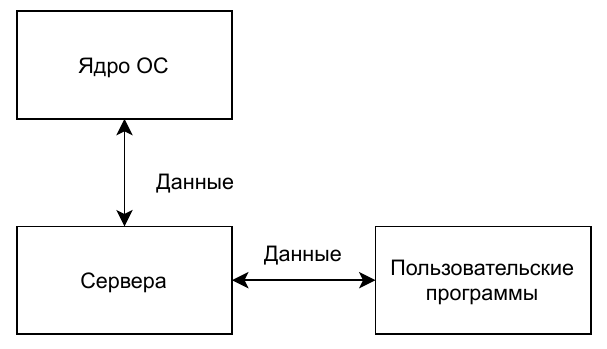 Ядро ОС
Данные
Данные
Сервера
Пользовательские
программы